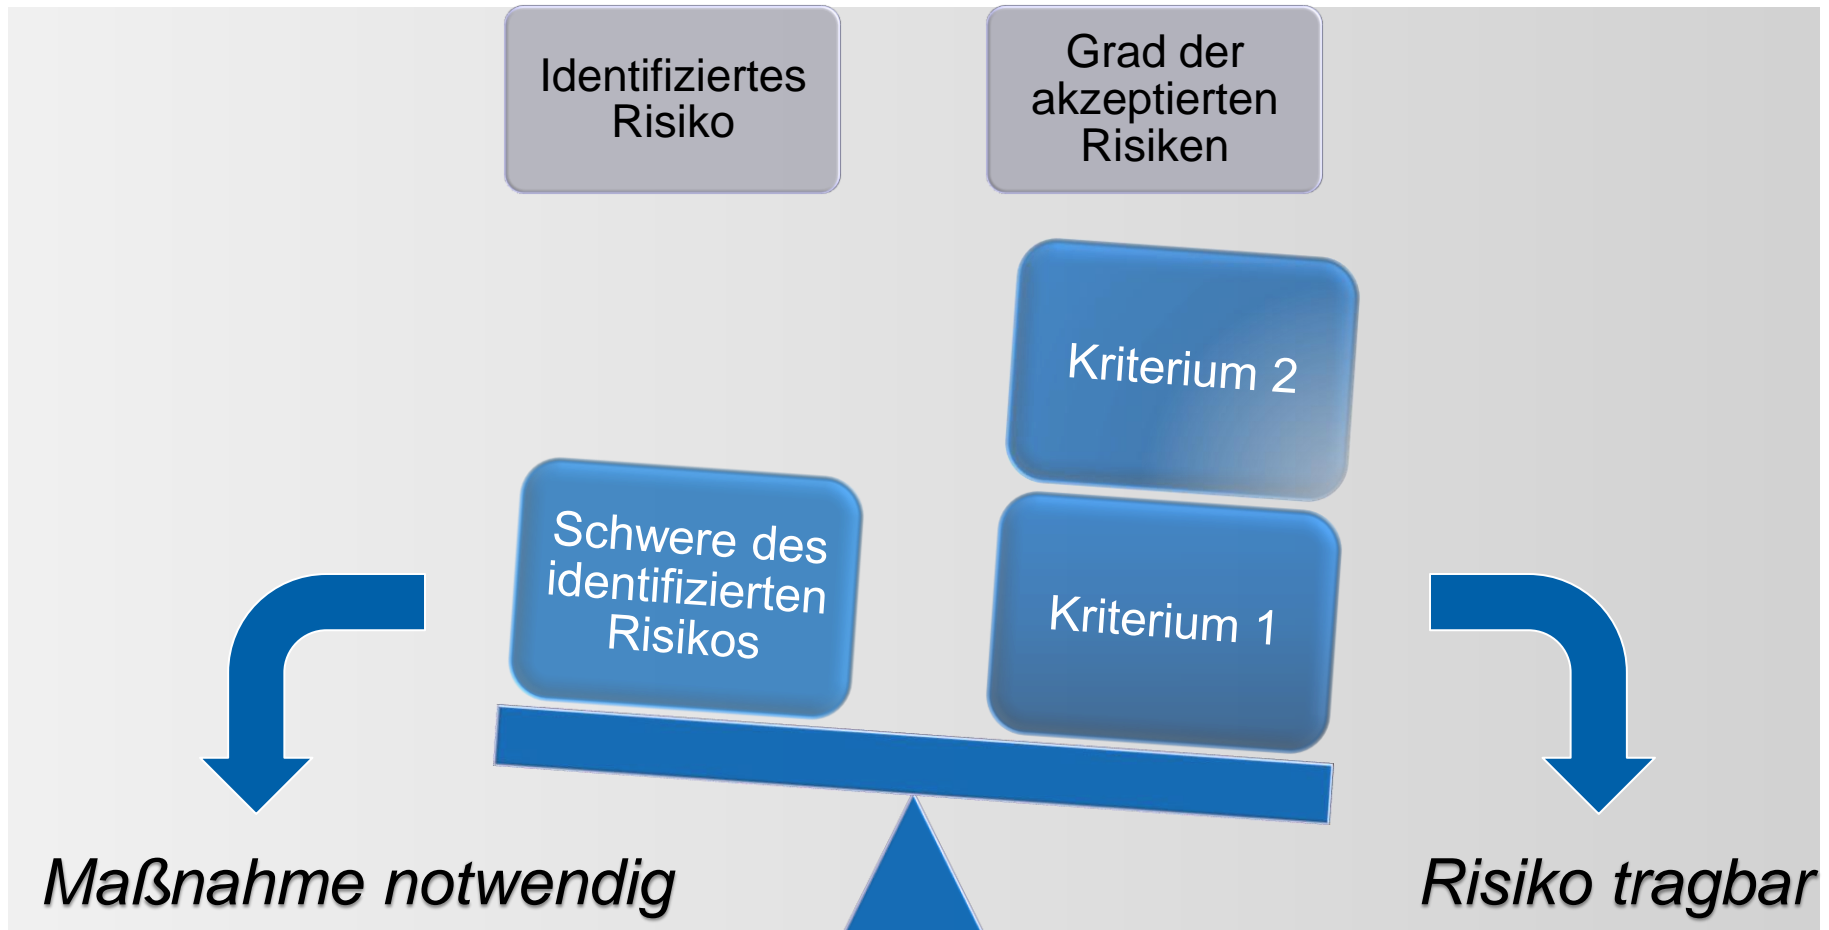 Identifiziertes
Risiko
Grad der
akzeptierten
Risiken
Kriterium 2
Schwere des
identifizierten
Risikos
Kriterium 1
Maßnahme notwendig
Risiko tragbar